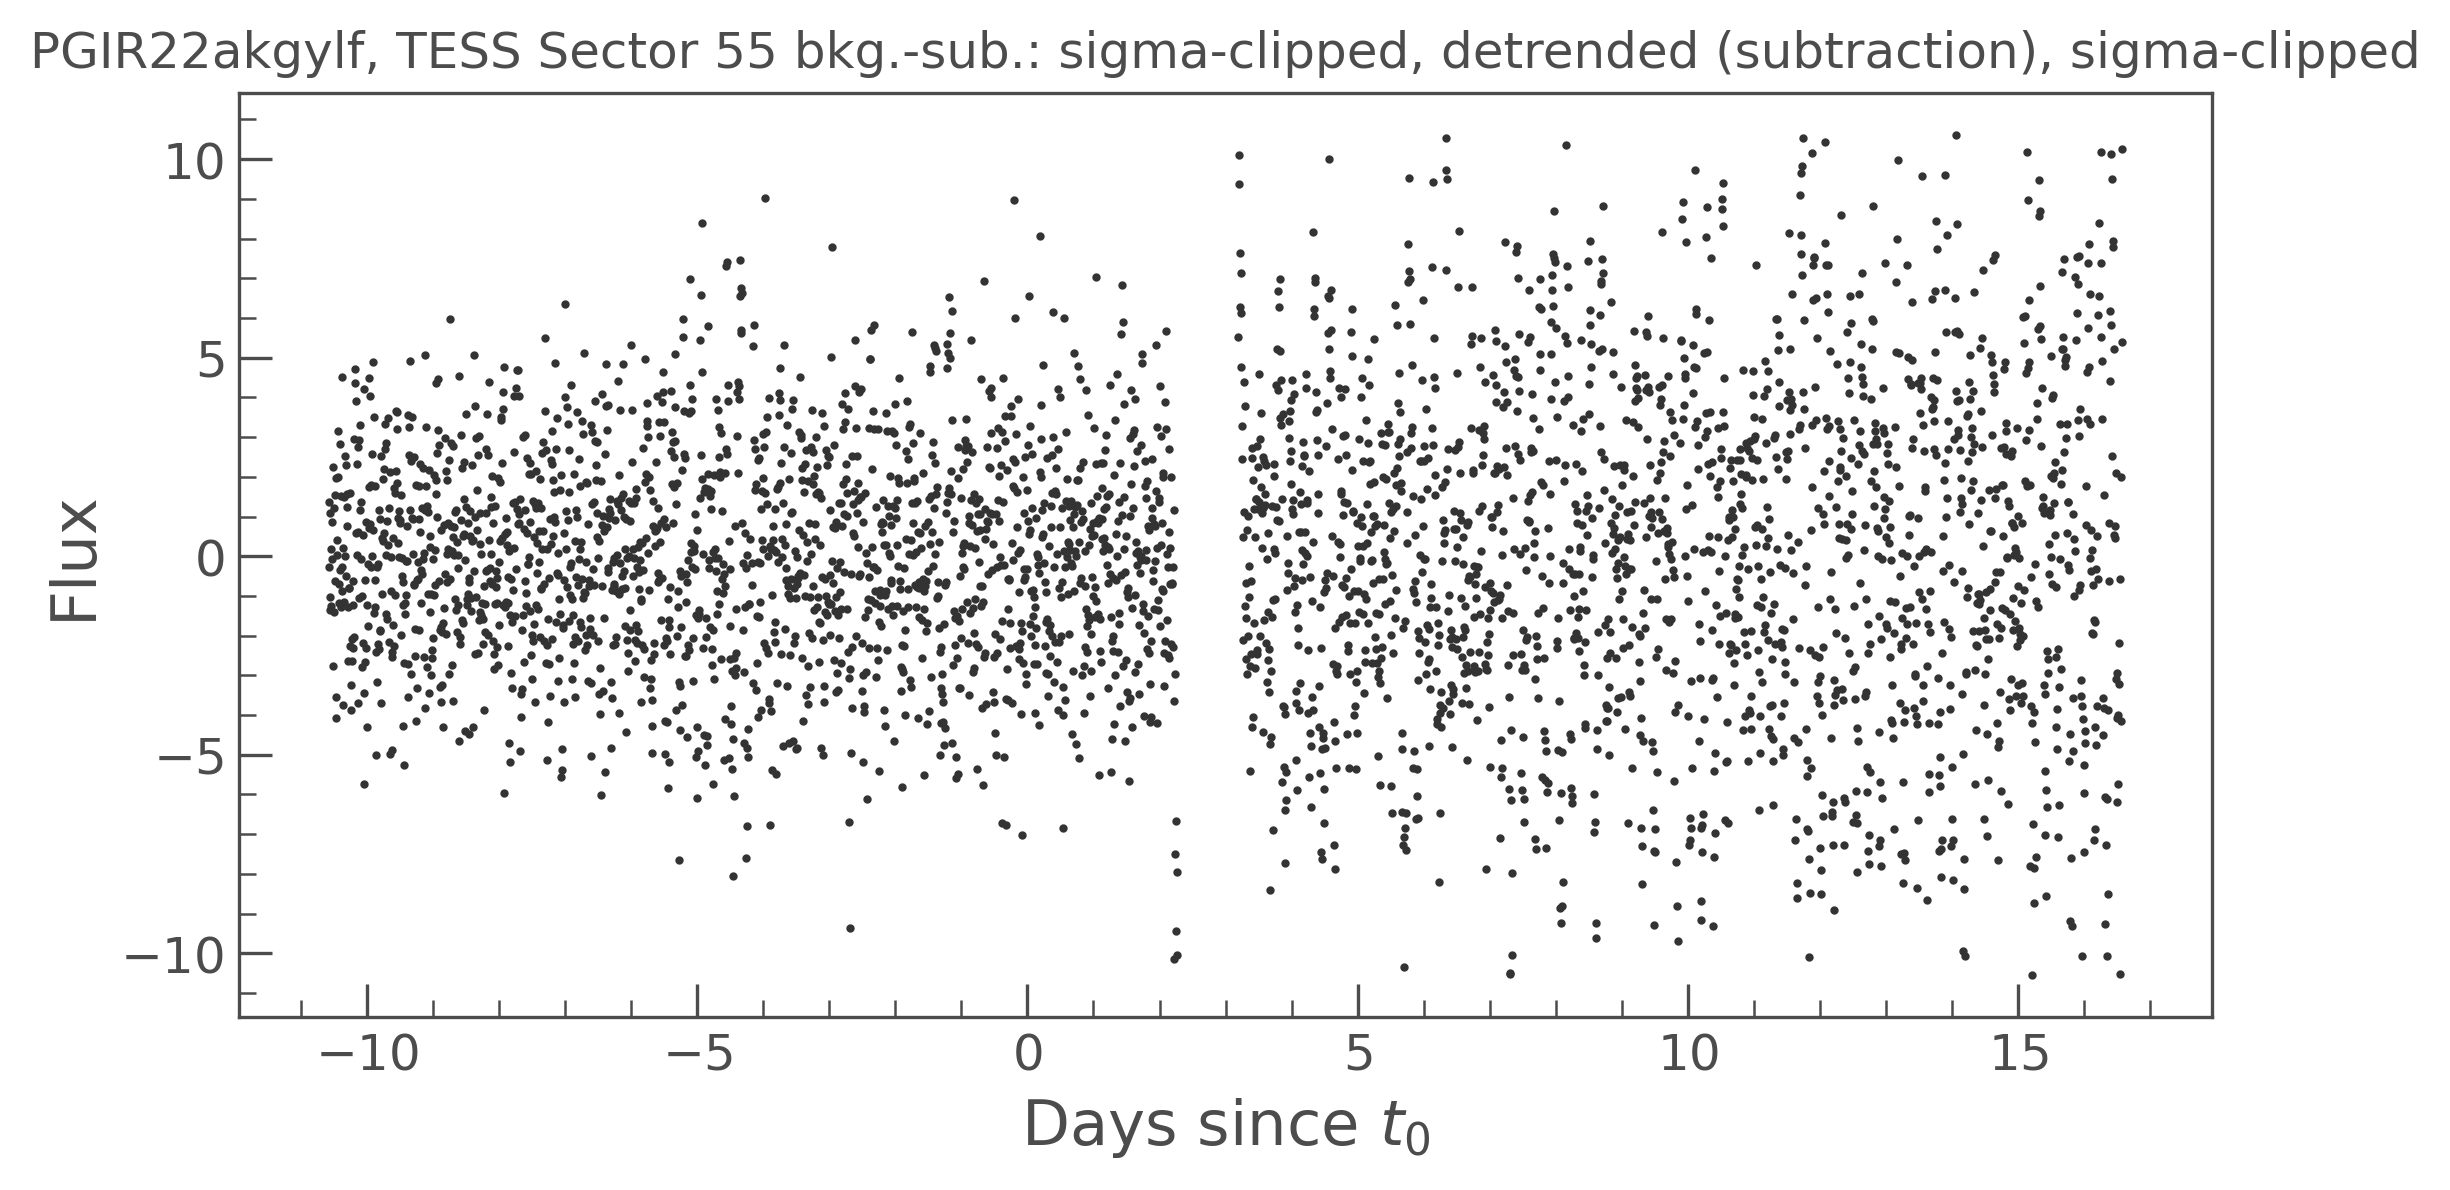 PGIR22akgylf, TESS Sector 55 bkg.-sub.: sigma-clipped, detrended (subtraction), sigma-clipped
10
5
0
−5
−10
Flux
−10 −5 0 5 10 15
Days since t₀